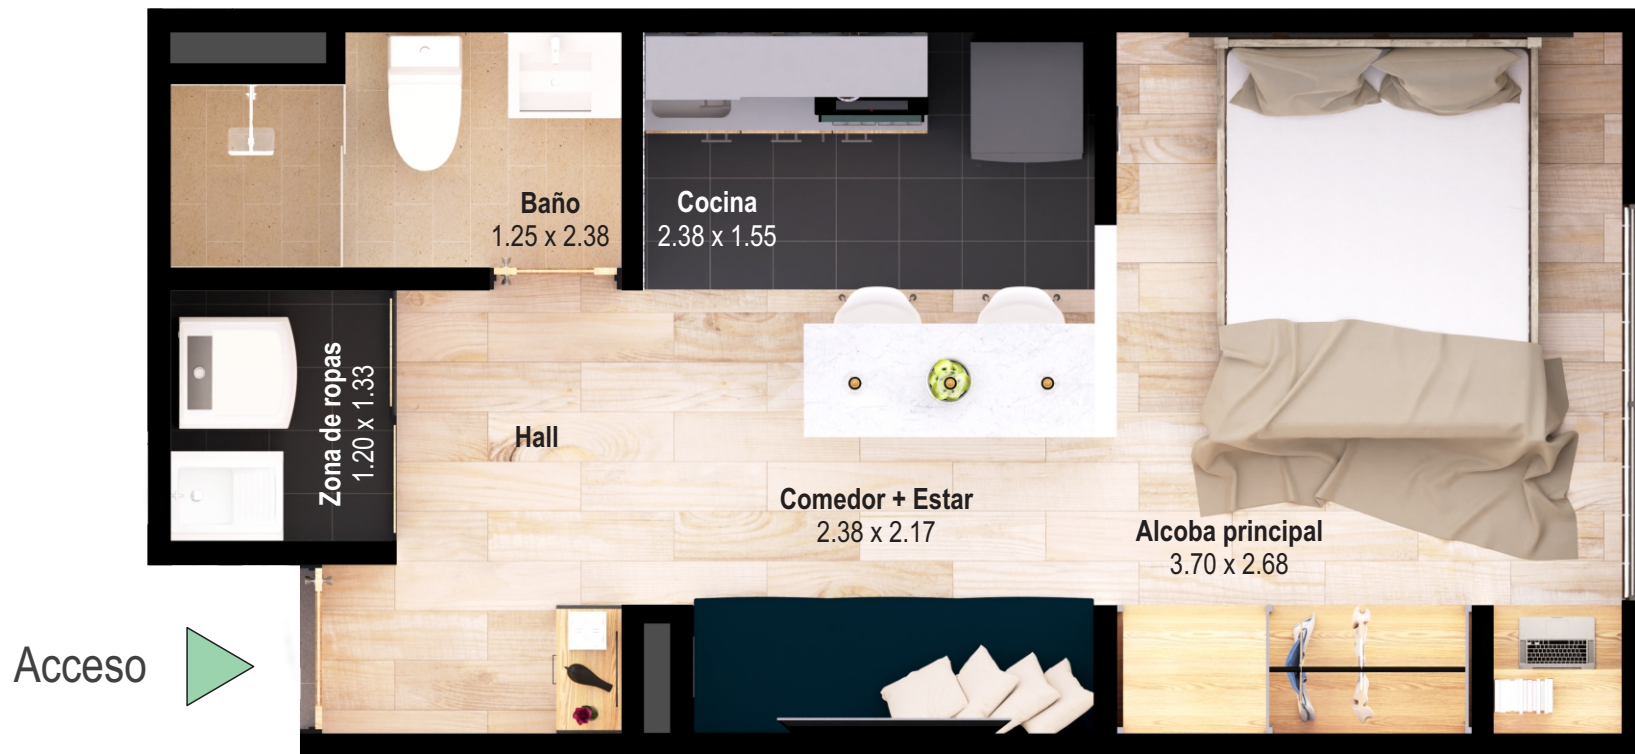 Baño
1.25 x 2.38
Cocina
2.38 x 1.55
Zona de ropas
1.20 x 1.33
Hall
Comedor + Estar
2.38 x 2.17
Alcoba principal
3.70 x 2.68
Acceso